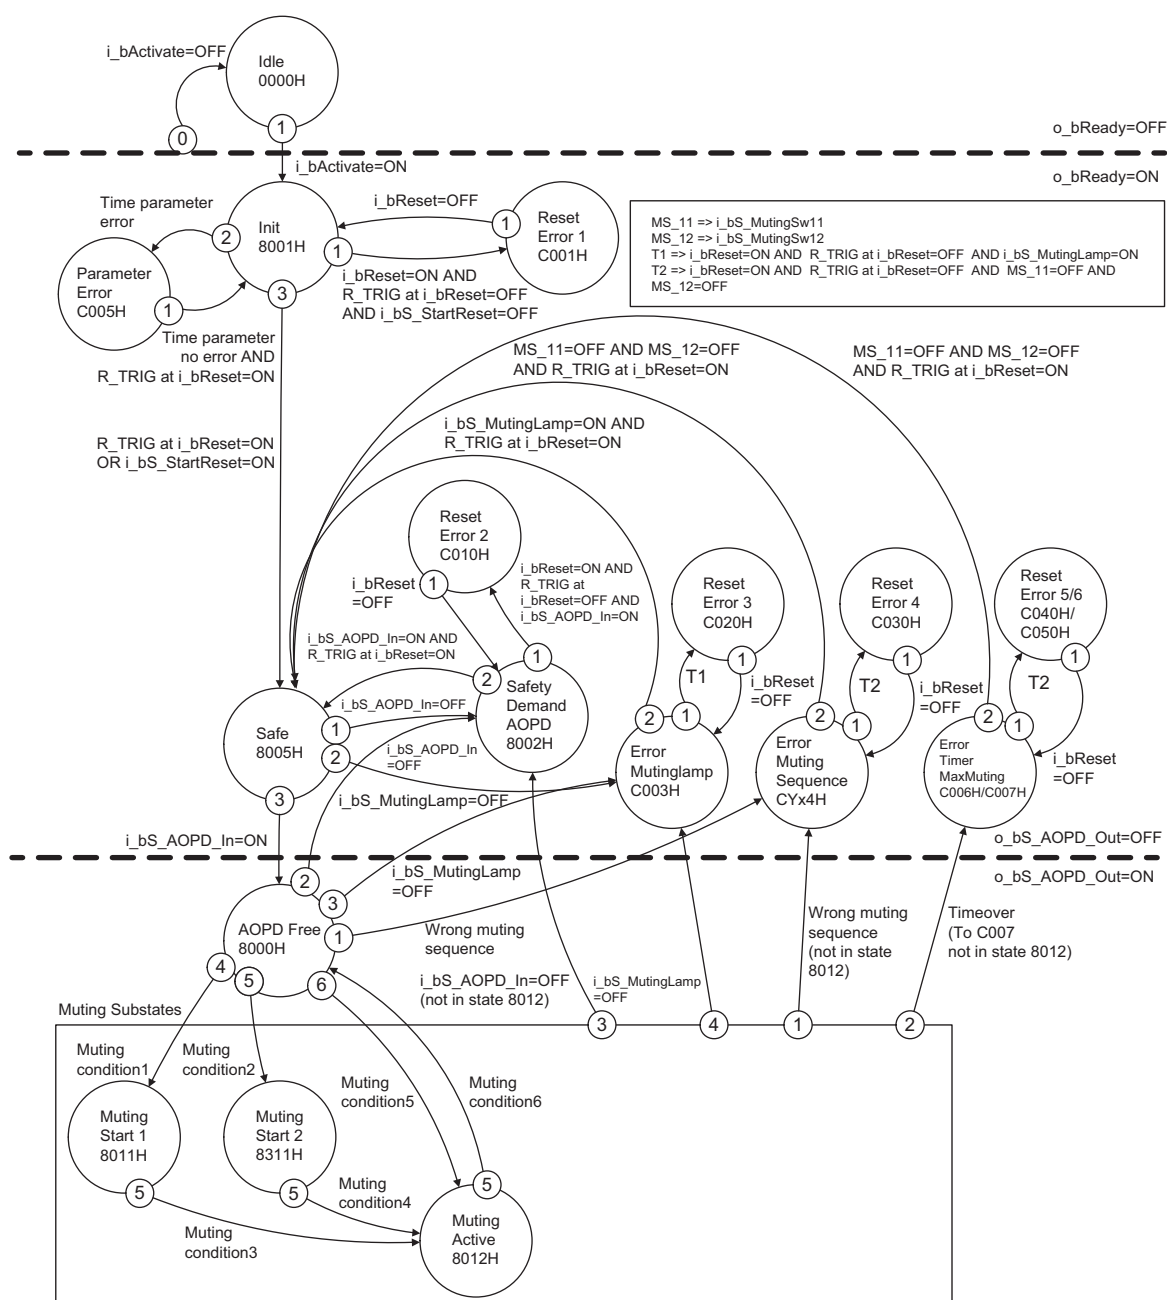 i_bActivate=OFF
Idle
0000H
0
1
o_bReady=OFF
i_bActivate=ON
o_bReady=ON
Time parameter
error
i_bReset=OFF
Init
8001H
2
1
3
1
Reset
Error 1
C001H
Parameter
Error
C005H
1
i_bReset=ON AND
R_TRIG at i_bReset=OFF
AND i_bS_StartReset=OFF
MS_11 => i_bS_MutingSw11
MS_12 => i_bS_MutingSw12
T1 => i_bReset=ON AND R_TRIG at i_bReset=OFF AND i_bS_MutingLamp=ON
T2 => i_bReset=ON AND R_TRIG at i_bReset=OFF AND MS_11=OFF AND
MS_12=OFF
Time parameter
no error AND
R_TRIG at i_bReset=ON
MS_11=OFF AND MS_12=OFF
AND R_TRIG at i_bReset=ON
MS_11=OFF AND MS_12=OFF
AND R_TRIG at i_bReset=ON
R_TRIG at i_bReset=ON
OR i_bS_StartReset=ON
i_bS_MutingLamp=ON AND
R_TRIG at i_bReset=ON
Reset
Error 2
C010H
1
i_bReset
=OFF
i_bReset=ON AND
R_TRIG at
i_bReset=OFF AND
i_bS_AOPD_In=ON
Reset
Error 3
C020H
1
Reset
Error 4
C030H
1
Reset
Error 5/6
C040H/
C050H
1
i_bS_AOPD_In=ON AND
R_TRIG at i_bReset=ON
T1
i_bReset
=OFF
T2
i_bReset
=OFF
T2
i_bReset
=OFF
Safe
8005H
1
2
3
i_bS_AOPD_In=OFF
i_bS_AOPD_In
=OFF
2
1
Safety
Demand
AOPD
8002H
2
1
Error
Mutinglamp
C003H
2
1
Error
Muting
Sequence
CYx4H
2
1
Error
Timer
MaxMuting
C006H/C007H
i_bS_MutingLamp=OFF
i_bS_AOPD_In=ON
o_bS_AOPD_Out=OFF
o_bS_AOPD_Out=ON
i_bS_MutingLamp
=OFF
AOPD Free
8000H
2
3
1
4
5
6
Wrong muting
sequence
Wrong muting
sequence
(not in state
8012)
Timeover
(To C007
not in state 8012)
i_bS_AOPD_In=OFF
(not in state 8012)
i_bS_MutingLamp
=OFF
Muting Substates
3
4
1
2
Muting
condition1
Muting
condition2
Muting
condition5
Muting
condition6
Muting
Start 1
8011H
5
Muting
Start 2
8311H
5
Muting
condition3
Muting
condition4
5
Muting
Active
8012H